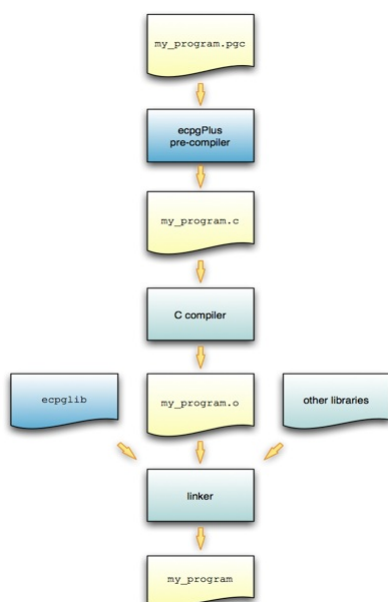 my_program.pgc
ecpgPlus
pre-compiler
my_program.c
C compiler
ecpglib
my_program.o
other libraries
linker
my_program